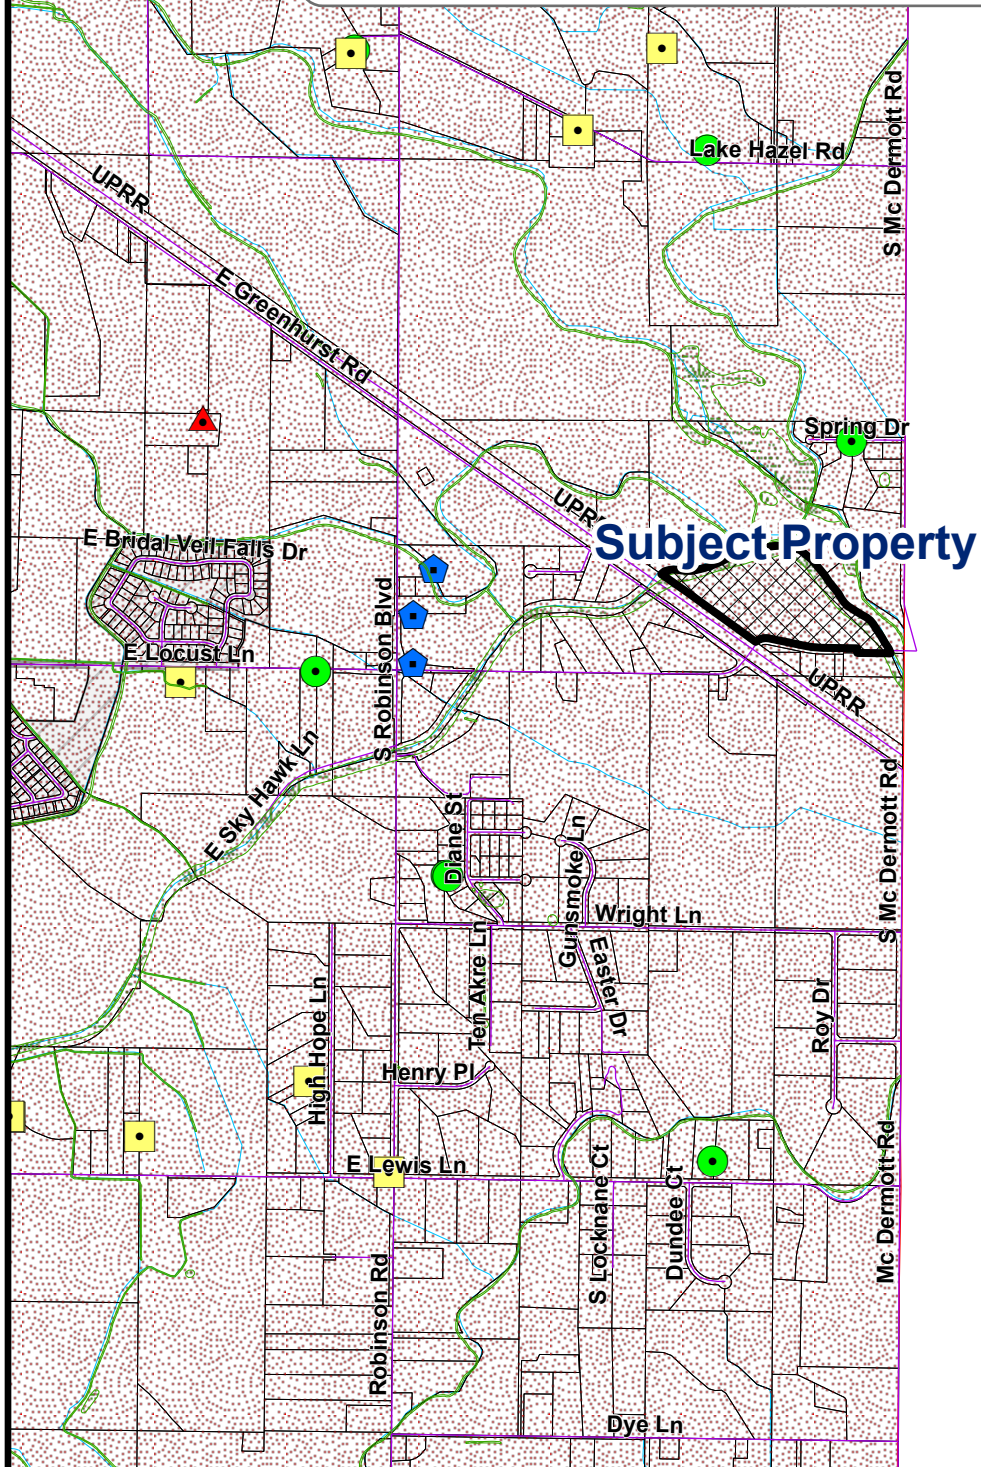 S Mc Dermott Rd
Lake Hazel Rd
UPRR
E Greenhurst Rd
Spring Dr
UPRR
Subject Property
E Bridal Veil Falls Dr
S Robinson Blvd
E Locust Ln
UPRR
E Sky Hawk Ln
S Mc Dermott Rd
Diane St
Gunsmoke Ln
Wright Ln
Ten Akre Ln
Easter Dr
High Hope Ln
Roy Dr
Henry Pl
E Lewis Ln
S Locknane Ct
Dundee Ct
Mc Dermott Rd
Robinson Rd
Dye Ln